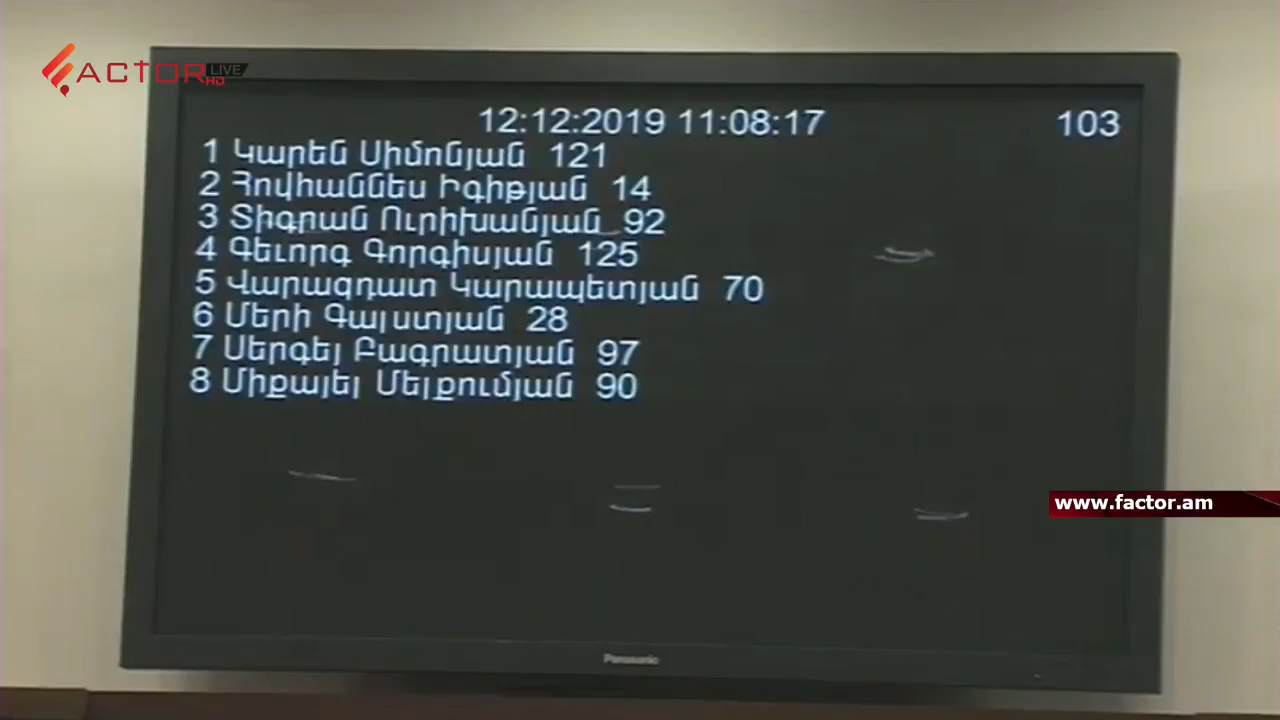 FACTOR LIVE HD
12:12:2019 11:08:17 103
1 Կարեն Սիմոնյան 121
2 Հովհաննես Իգիթյան 14
3 Տիգրան Ուրիխանյան 92
4 Գեւորգ Գորգիսյան 125
5 Վարազդատ Կարապետյան 70
6 Մերի Գալստյան 28
7 Սերգեյ Բագրատյան 97
8 Միքայել Մելքումյան 90
www.factor.am
Panasonic